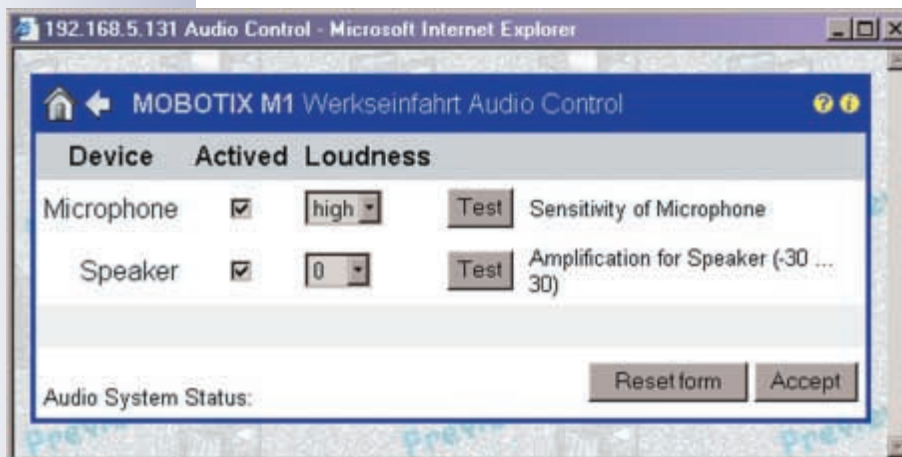 192.168.5.131 Audio Control - Microsoft Internet Explorer
MOBOTIX M1 Werkseinfahrt Audio Control
Device Actived Loudness
Microphone high Test Sensitivity of Microphone
Speaker 0 Test Amplification for Speaker (-30 ...
30)
Reset form Accept
Audio System Status: